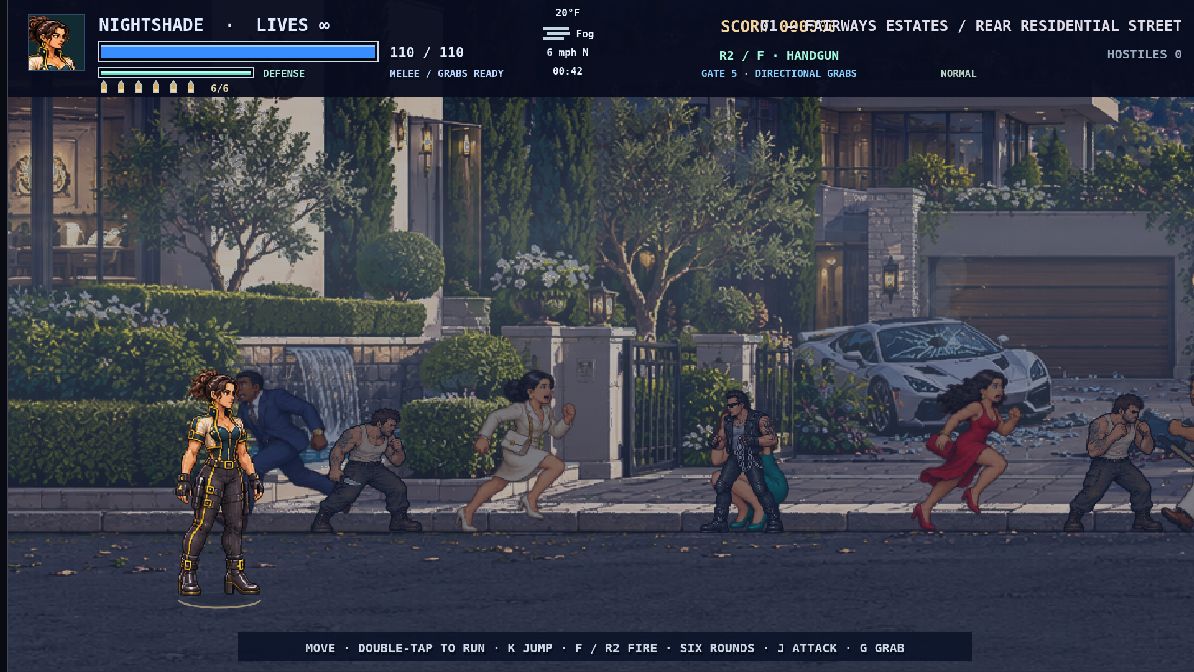 NIGHTSHADE · LIVES ∞
110 / 110
DEFENSE
MELEE / GRABS READY
6/6
20°F
Fog
6 mph N
00:42
SCORE
FAIRWAYS ESTATES / REAR RESIDENTIAL STREET
R2 / F · HANDGUN
HOSTILES 0
GATE 5 · DIRECTIONAL GRABS
NORMAL
MOVE · DOUBLE-TAP TO RUN · K JUMP · F / R2 FIRE · SIX ROUNDS · J ATTACK · G GRAB